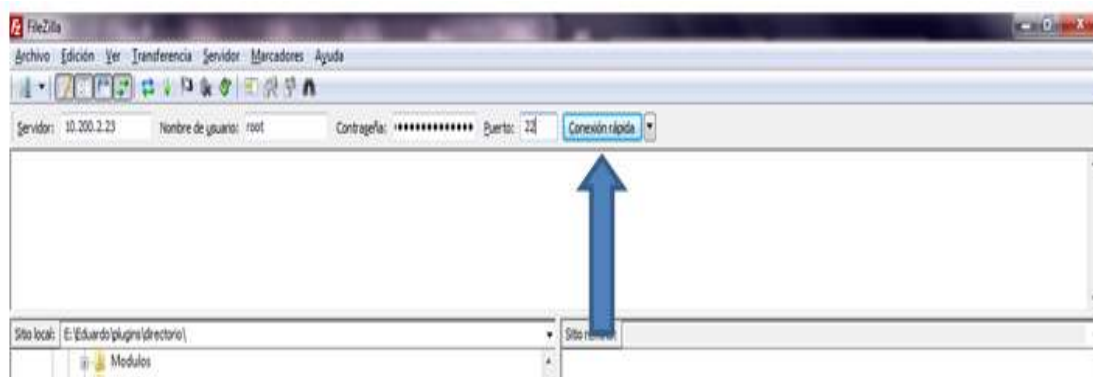 FileZilla
Archivo Edición Ver Transferencia Servidor Marcadores Ayuda
Servidor: 10.200.2.23 Nombre de usuario: root Contraseña: •••••••••••••• Puerto: 22 Conexión rápida
Sitio local: E:\Eduardo\plugins\directorio\ Sitio
Modulos